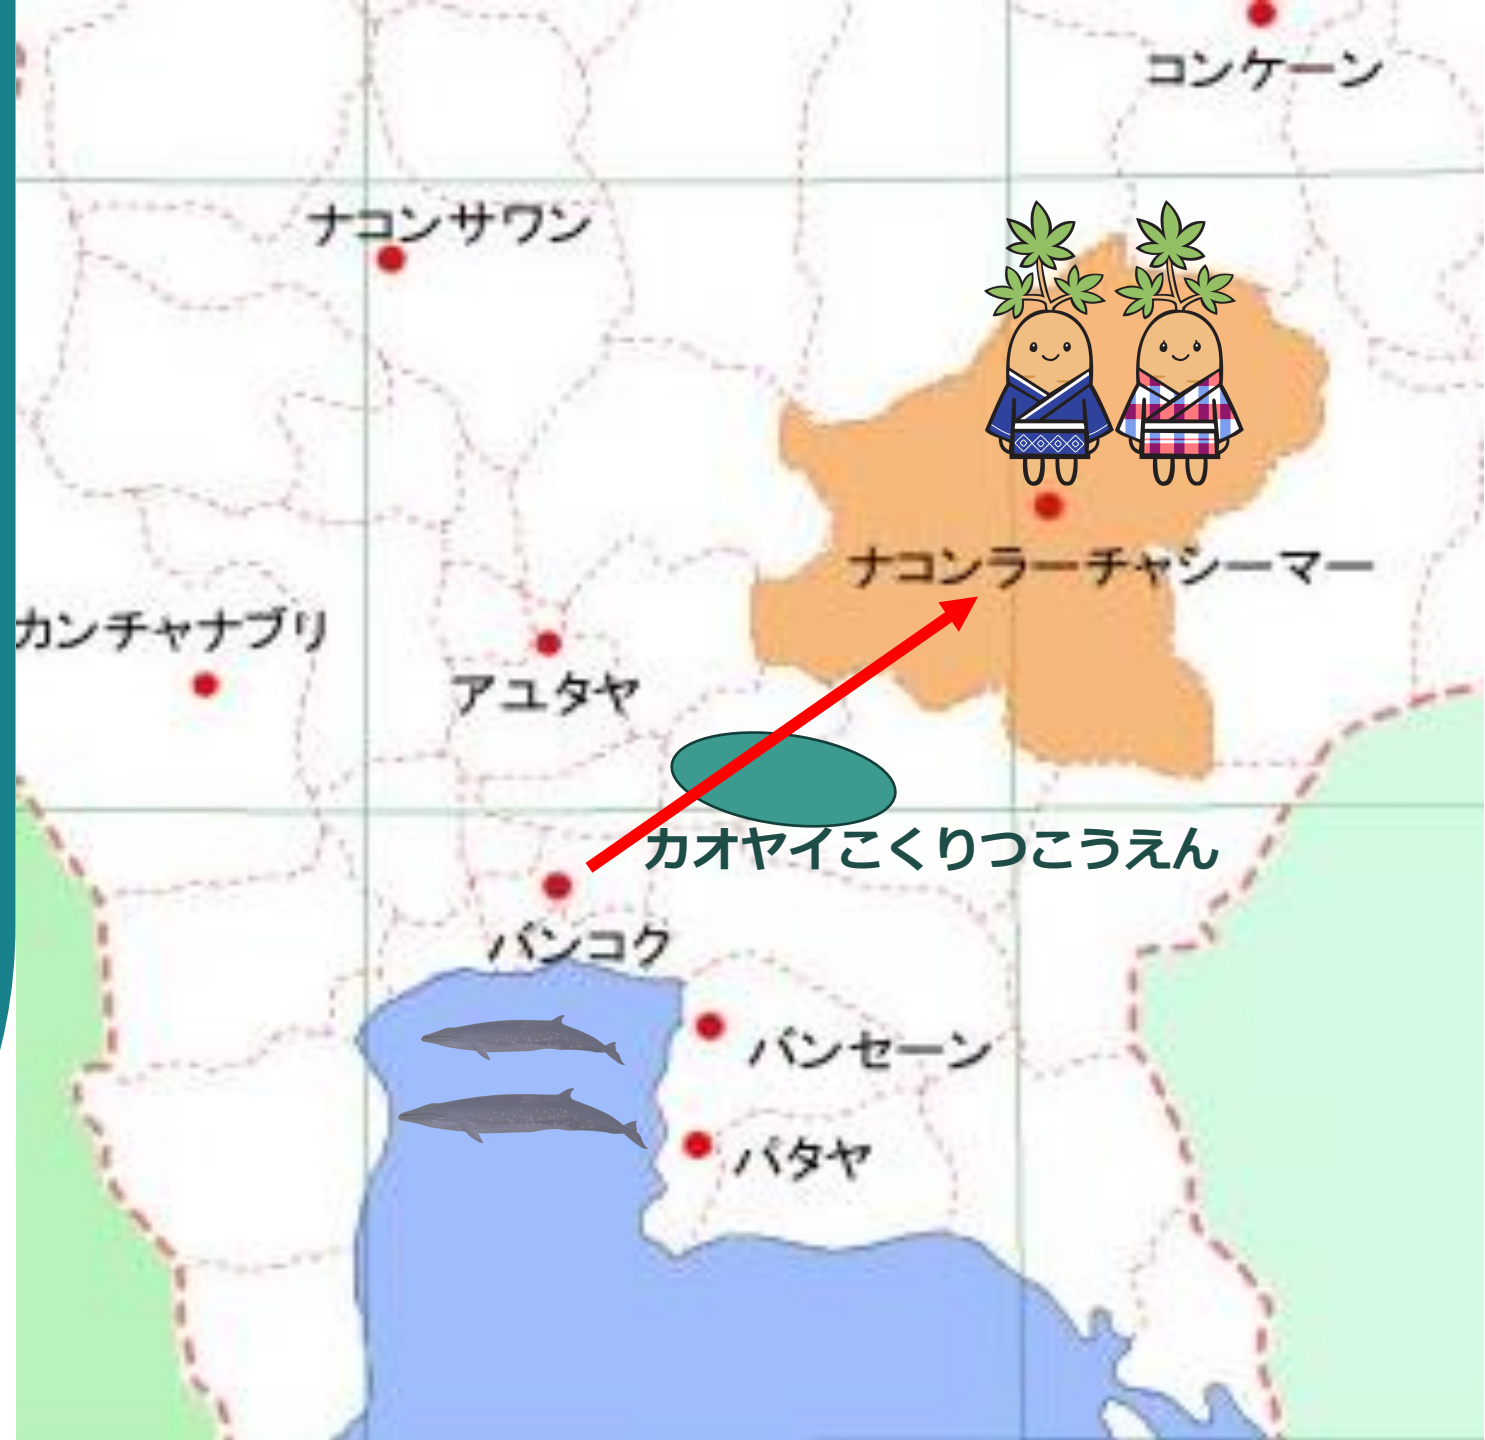 コンケーン
ナコンサワン
ナコンラーチャシーマー
カンチャナブリ
アユタヤ
カオヤイこくりつこうえん
バンコク
バンセーン
パタヤ